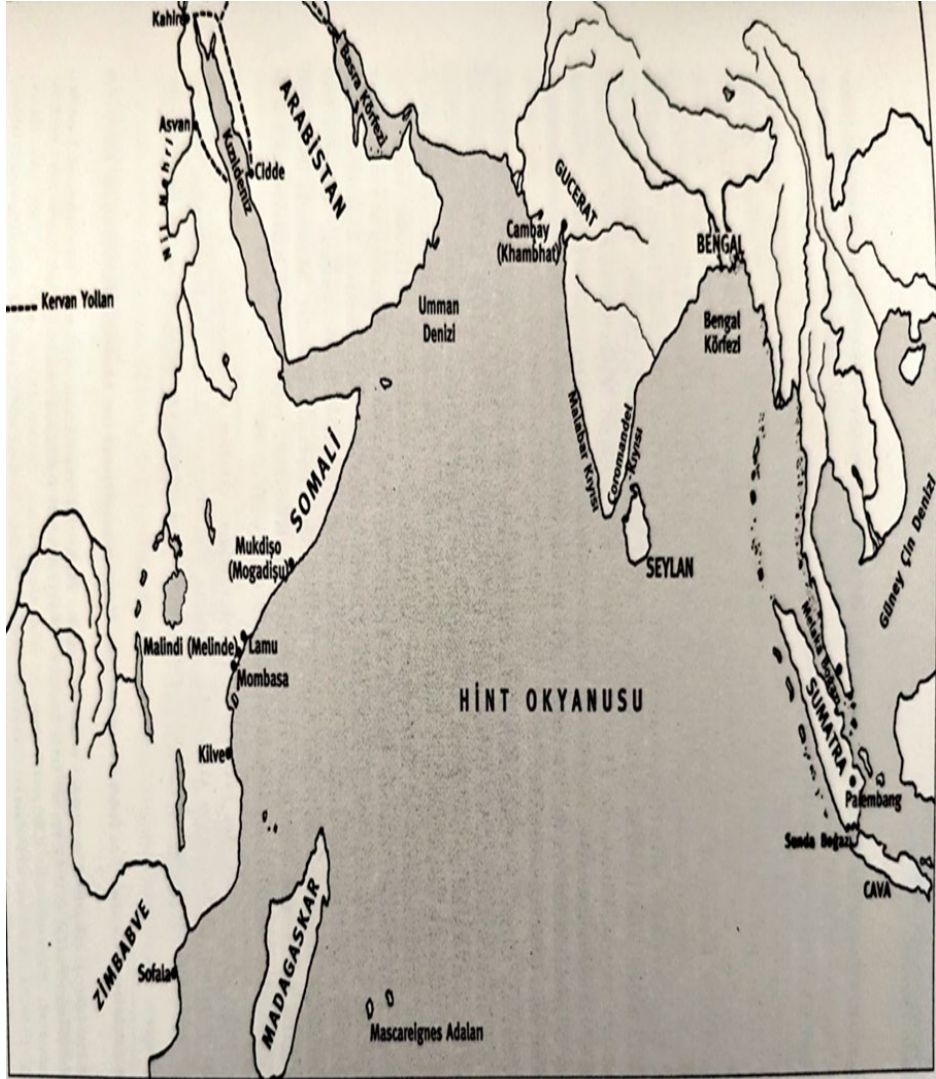 Kahire
Basra Körfezi
ARABİSTAN
Asvan
Kızıldeniz
Cidde
Nil Nehri
GUCERAT
Cambay
(Khambhat)
BENGAL
Kervan Yolları
Umman
Denizi
Bengal
Körfezi
Malabar Kıyısı
Coromandel
Kıyısı
SOMALİ
Mukdişo
(Mogadişu)
SEYLAN
Güney Çin Denizi
Malindi (Melinde)
Lamu
Mombasa
Melaka Boğazı
SUMATRA
HİNT OKYANUSU
Kilve
Palembang
Sunda Boğazı
CAVA
ZİMBABVE
MADAGASKAR
Sofala
Mascareignes Adaları